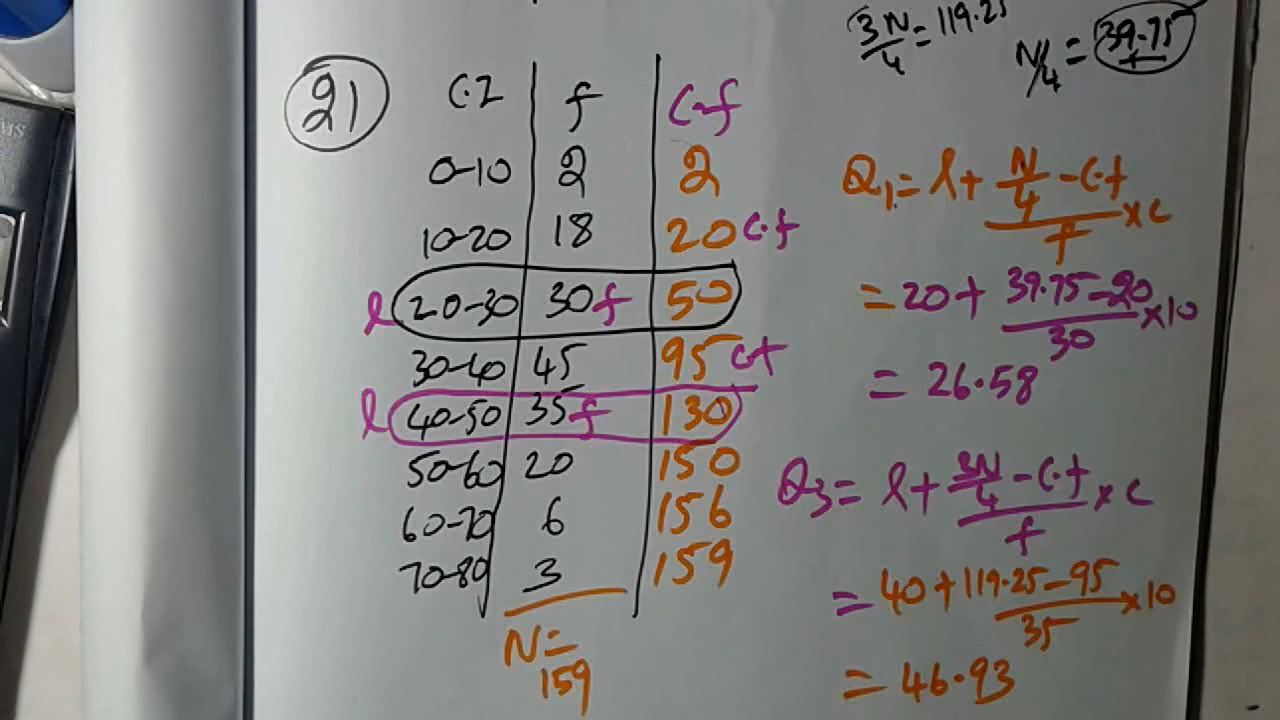 3N/4 = 119.25
N/4 = 39.75
21
C.I f C.f
0-10 2 2
10-20 18 20 C.f
l 20-30 30 f 50
30-40 45 95 C.f
l 40-50 35 f 130
50-60 20 150
60-70 6 156
70-80 3 159
N=
159
Q1 = l + (N/4 - C.f)/f × c
= 20 + (39.75 - 20)/30 × 10
= 26.58
Q3 = l + (3N/4 - C.f)/f × c
= 40 + (119.25 - 95)/35 × 10
= 46.93